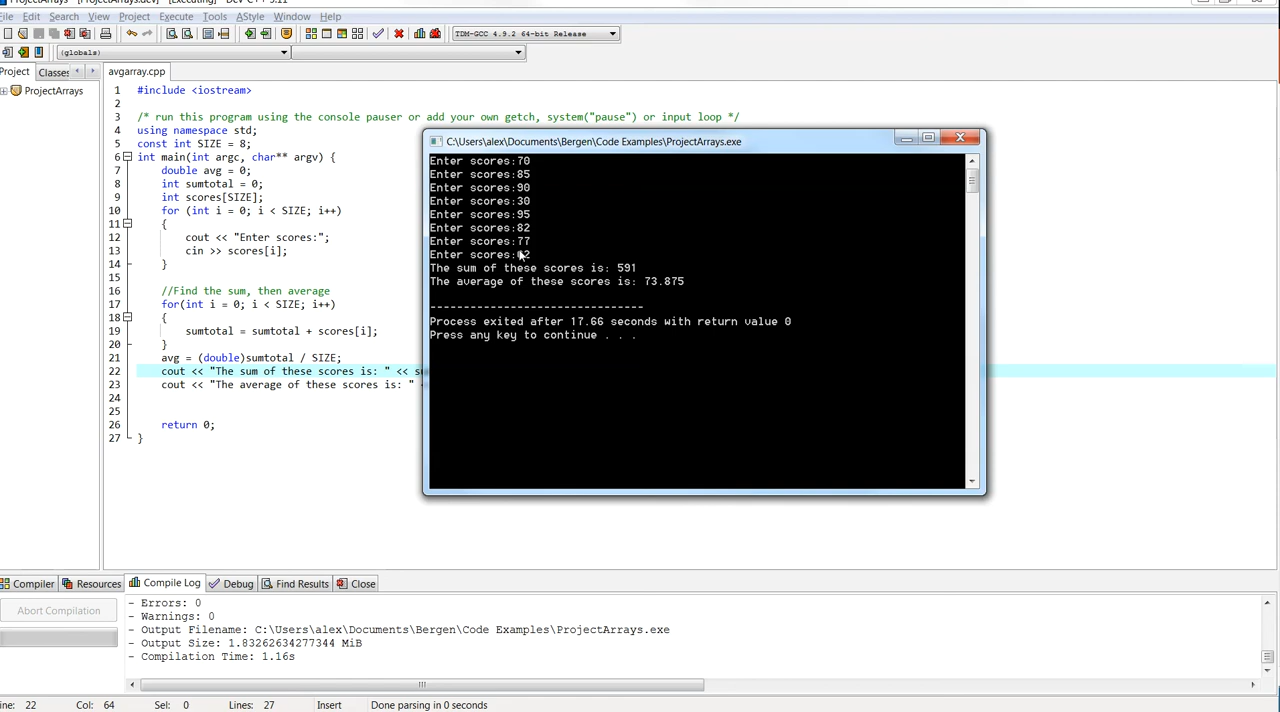 ProjectArrays - [ProjectArrays.dev] - [Executing] - Dev-C++ 5.11
File Edit Search View Project Execute Tools AStyle Window Help
TDM-GCC 4.9.2 64-bit Release
(globals)
Project Classes
avgarray.cpp
ProjectArrays
1 #include <iostream>
2
3 /* run this program using the console pauser or add your own getch, system("pause") or input loop */
4 using namespace std;
5 const int SIZE = 8;
6 int main(int argc, char** argv) {
7 double avg = 0;
8 int sumtotal = 0;
9 int scores[SIZE];
10 for (int i = 0; i < SIZE; i++)
11 {
12 cout << "Enter scores:";
13 cin >> scores[i];
14 }
15
16 //Find the sum, then average
17 for(int i = 0; i < SIZE; i++)
18 {
19 sumtotal = sumtotal + scores[i];
20 }
21 avg = (double)sumtotal / SIZE;
22 cout << "The sum of these scores is: " << su
23 cout << "The average of these scores is: "
24
25
26 return 0;
27 }
C:\Users\alex\Documents\Bergen\Code Examples\ProjectArrays.exe
Enter scores:70
Enter scores:85
Enter scores:90
Enter scores:30
Enter scores:95
Enter scores:82
Enter scores:77
Enter scores:62
The sum of these scores is: 591
The average of these scores is: 73.875
--------------------------------
Process exited after 17.66 seconds with return value 0
Press any key to continue . . .
Compiler Resources Compile Log Debug Find Results Close
Abort Compilation
- Errors: 0
- Warnings: 0
- Output Filename: C:\Users\alex\Documents\Bergen\Code Examples\ProjectArrays.exe
- Output Size: 1.83262634277344 MiB
- Compilation Time: 1.16s
ine: 22 Col: 64 Sel: 0 Lines: 27 Insert Done parsing in 0 seconds